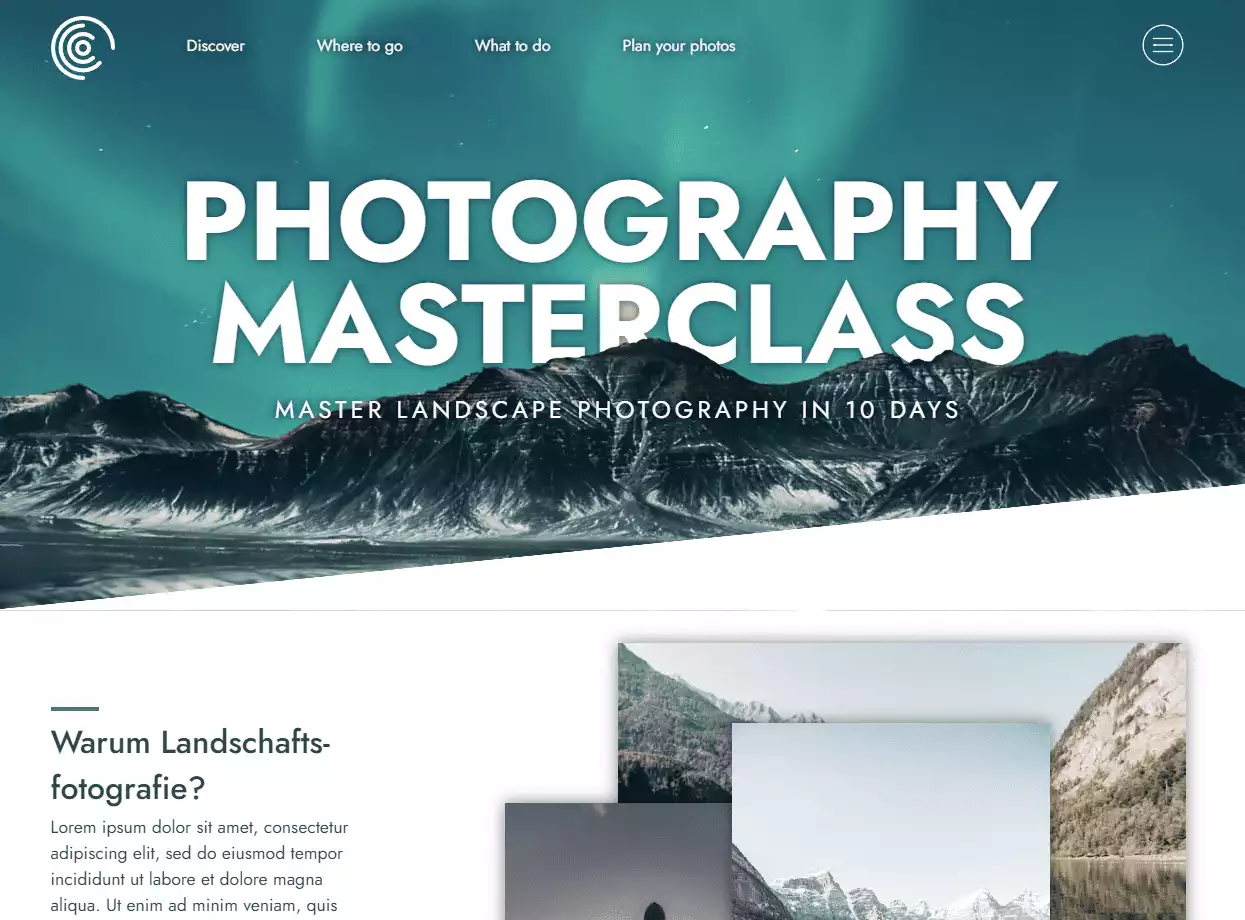 Discover
Where to go
What to do
Plan your photos
PHOTOGRAPHY
MASTERCLASS
MASTER LANDSCAPE PHOTOGRAPHY IN 10 DAYS
Warum Landschafts-
fotografie?
Lorem ipsum dolor sit amet, consectetur
adipiscing elit, sed do eiusmod tempor
incididunt ut labore et dolore magna
aliqua. Ut enim ad minim veniam, quis